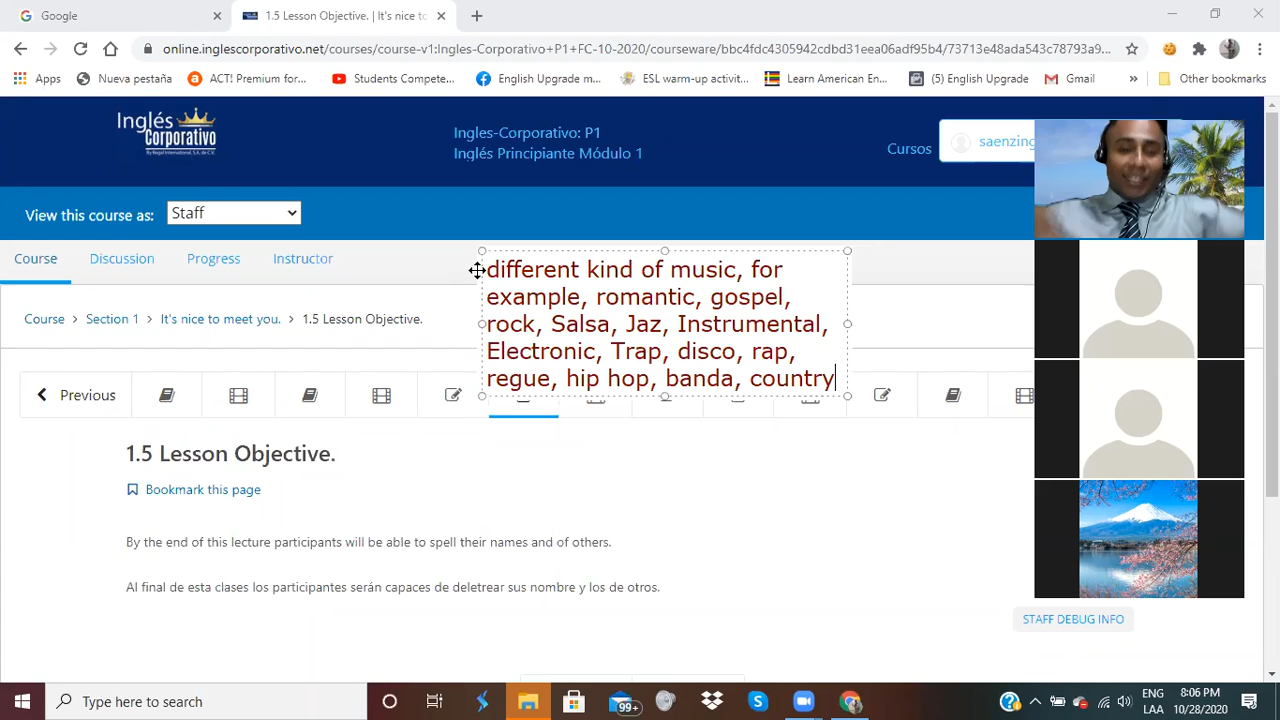 Google
1.5 Lesson Objective. | It's nice to
online.inglescorporativo.net/courses/course-v1:Ingles-Corporativo+P1+FC-10-2020/courseware/bbc4fdc4305942cdbd31eea06adf95b4/73713e48ada543c78793a9...
Apps
Nueva pestaña
ACT! Premium for...
Students Compete...
English Upgrade m...
ESL warm-up activit...
Learn American En...
(5) English Upgrade
Gmail
»
Other bookmarks
Inglés
Corporativo
By Regal International, S.A. de C.V.
Ingles-Corporativo: P1
Inglés Principiante Módulo 1
Cursos
saenzing
View this course as:
Staff
Course
Discussion
Progress
Instructor
different kind of music, for
example, romantic, gospel,
rock, Salsa, Jaz, Instrumental,
Electronic, Trap, disco, rap,
regue, hip hop, banda, country
Course > Section 1 > It's nice to meet you. > 1.5 Lesson Objective.
Previous
1.5 Lesson Objective.
Bookmark this page
By the end of this lecture participants will be able to spell their names and of others.
Al final de esta clases los participantes serán capaces de deletrear sus nombre y los de otros.
STAFF DEBUG INFO
Type here to search
99+
ENG
LAA
8:06 PM
10/28/2020